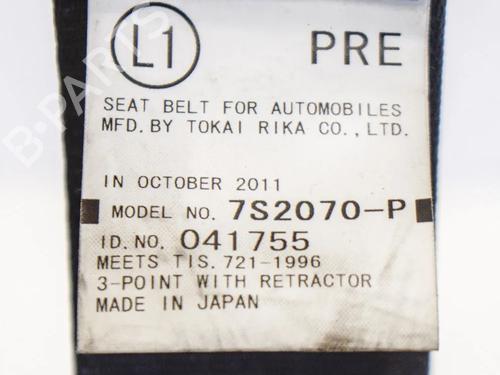 L1 PRE
SEAT BELT FOR AUTOMOBILES
MFD. BY TOKAI RIKA CO., LTD.
IN OCTOBER 2011
MODEL NO. 7S2070-P
ID. NO. 041755
MEETS TIS. 721-1996
3-POINT WITH RETRACTOR
MADE IN JAPAN
B-PARTS